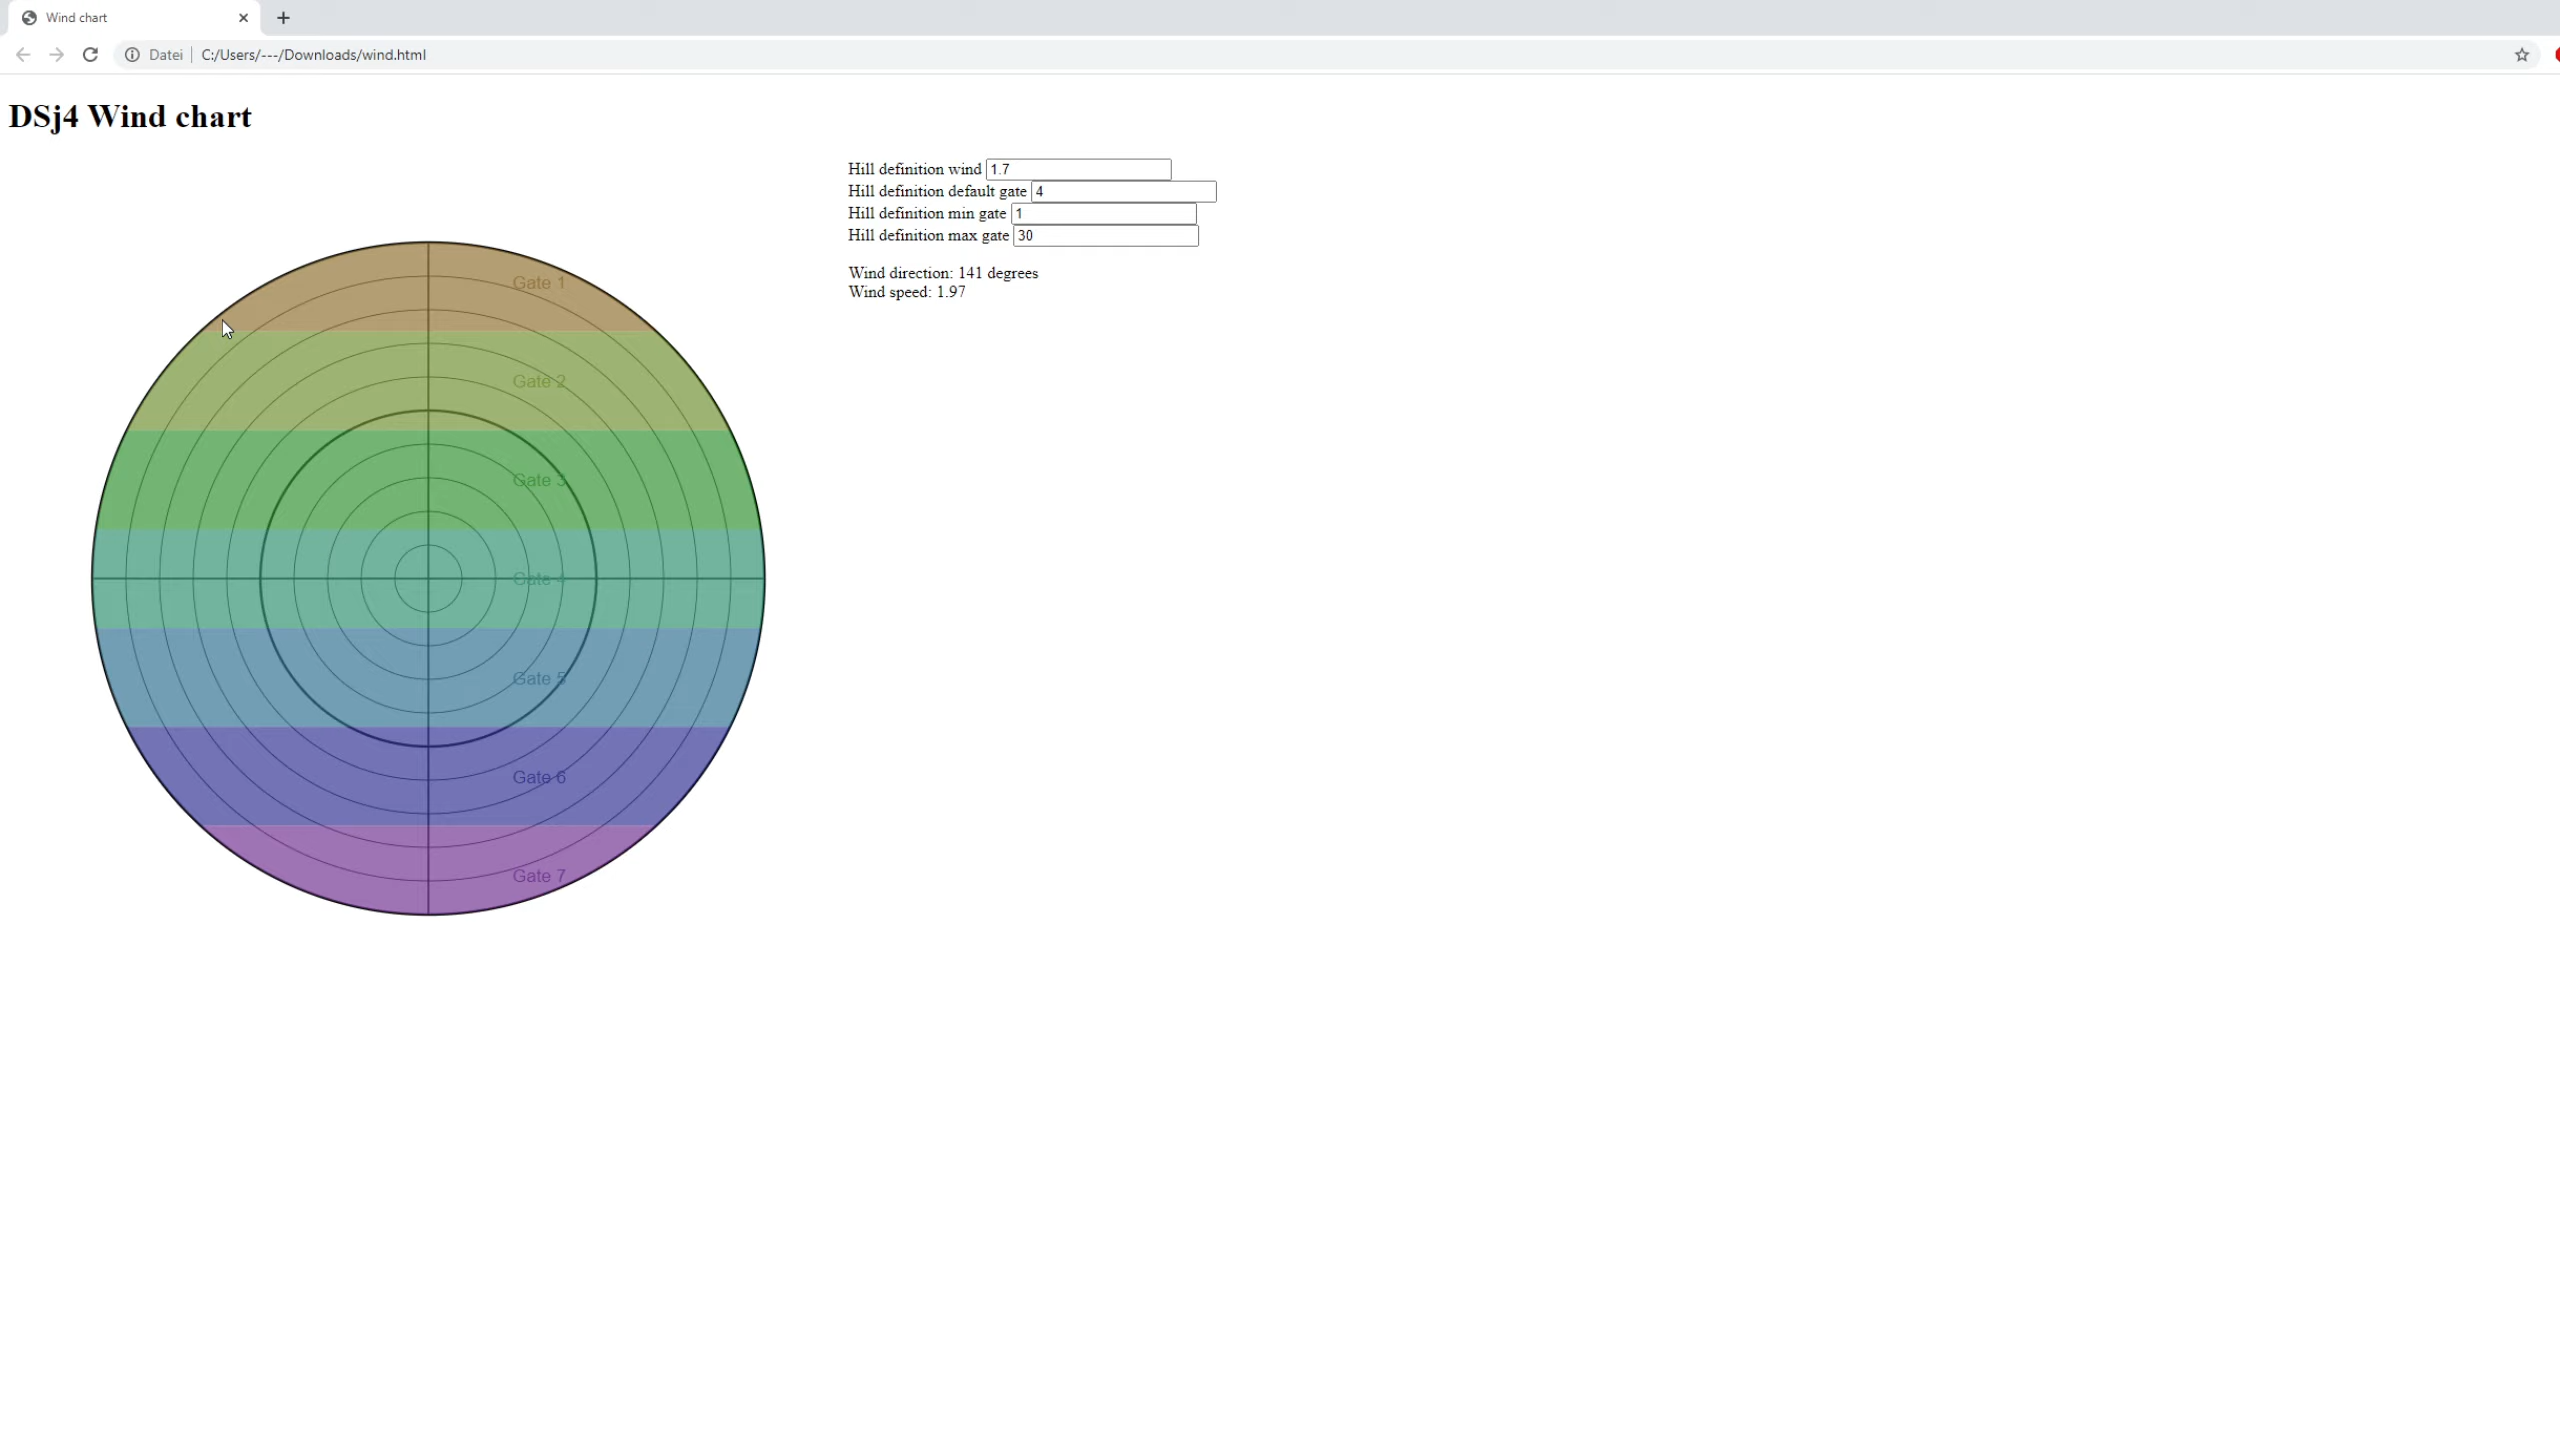 Wind chart
Datei C:/Users/---/Downloads/wind.html
DSj4 Wind chart
Hill definition wind 1.7
Hill definition default gate 4
Hill definition min gate 1
Hill definition max gate 30
Wind direction: 141 degrees
Wind speed: 1.97
Gate 1
Gate 2
Gate 3
Gate 4
Gate 5
Gate 6
Gate 7